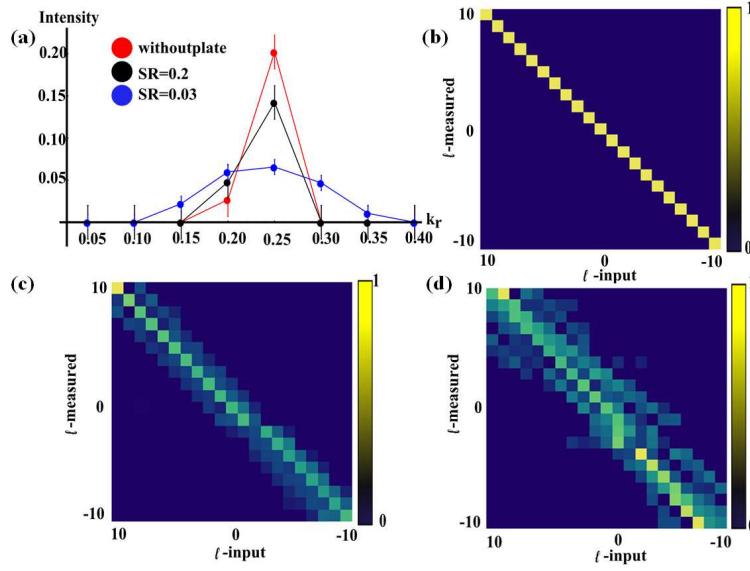 (a)
Intensity
0.20
0.15
0.10
0.05
withoutplate
SR=0.2
SR=0.03
0.05 0.10 0.15 0.20 0.25 0.30 0.35 0.40 kr
(b)
ℓ-measured
10
0
-10
10 0 -10
ℓ -input
1
0
(c)
ℓ-measured
10
0
-10
10 0 -10
ℓ -input
1
0
(d)
ℓ-measured
10
0
-10
10 0 -10
ℓ -input